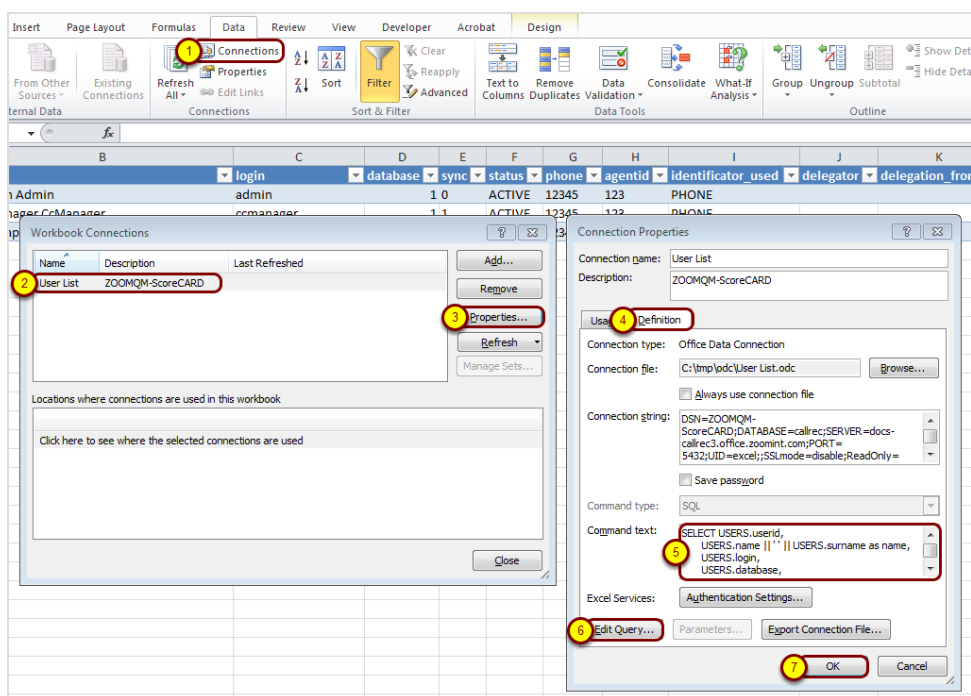 Insert Page Layout Formulas Data Review View Developer Acrobat Design
1 Connections
Properties
Edit Links
From Other Sources
Existing Connections
Refresh All
Sort
Filter
Clear
Reapply
Advanced
Text to Columns
Remove Duplicates
Data Validation
Consolidate
What-If Analysis
Group
Ungroup
Subtotal
Show Det
Hide Deta
ternal Data Connections Sort & Filter Data Tools Outline
fx
B C D E F G H I J K
login database sync status phone agentid identificator_used delegator delegation_fro
n Admin admin 1 0 ACTIVE 12345 123 PHONE
nager CcManager ccmanager 1 1 ACTIVE 12345 123 PHONE
Workbook Connections
Name Description Last Refreshed
2 User List ZOOMQM-ScoreCARD
Add...
Remove
3 Properties...
Refresh
Manage Sets...
Locations where connections are used in this workbook
Click here to see where the selected connections are used
Close
Connection Properties
Connection name: User List
Description: ZOOMQM-ScoreCARD
Usag 4 Definition
Connection type: Office Data Connection
Connection file: C:\tmp\odc\User List.odc Browse...
Always use connection file
Connection string: DSN=ZOOMQM-
ScoreCARD;DATABASE=callrec;SERVER=docs-
callrec3.office.zoomint.com;PORT=
5432;UID=excel;;SSLmode=disable;ReadOnly=
Save password
Command type: SQL
Command text: SELECT USERS.userid,
5 USERS.name || ' ' || USERS.surname as name,
USERS.login,
USERS.database,
Excel Services: Authentication Settings...
6 Edit Query... Parameters... Export Connection File...
7 OK Cancel